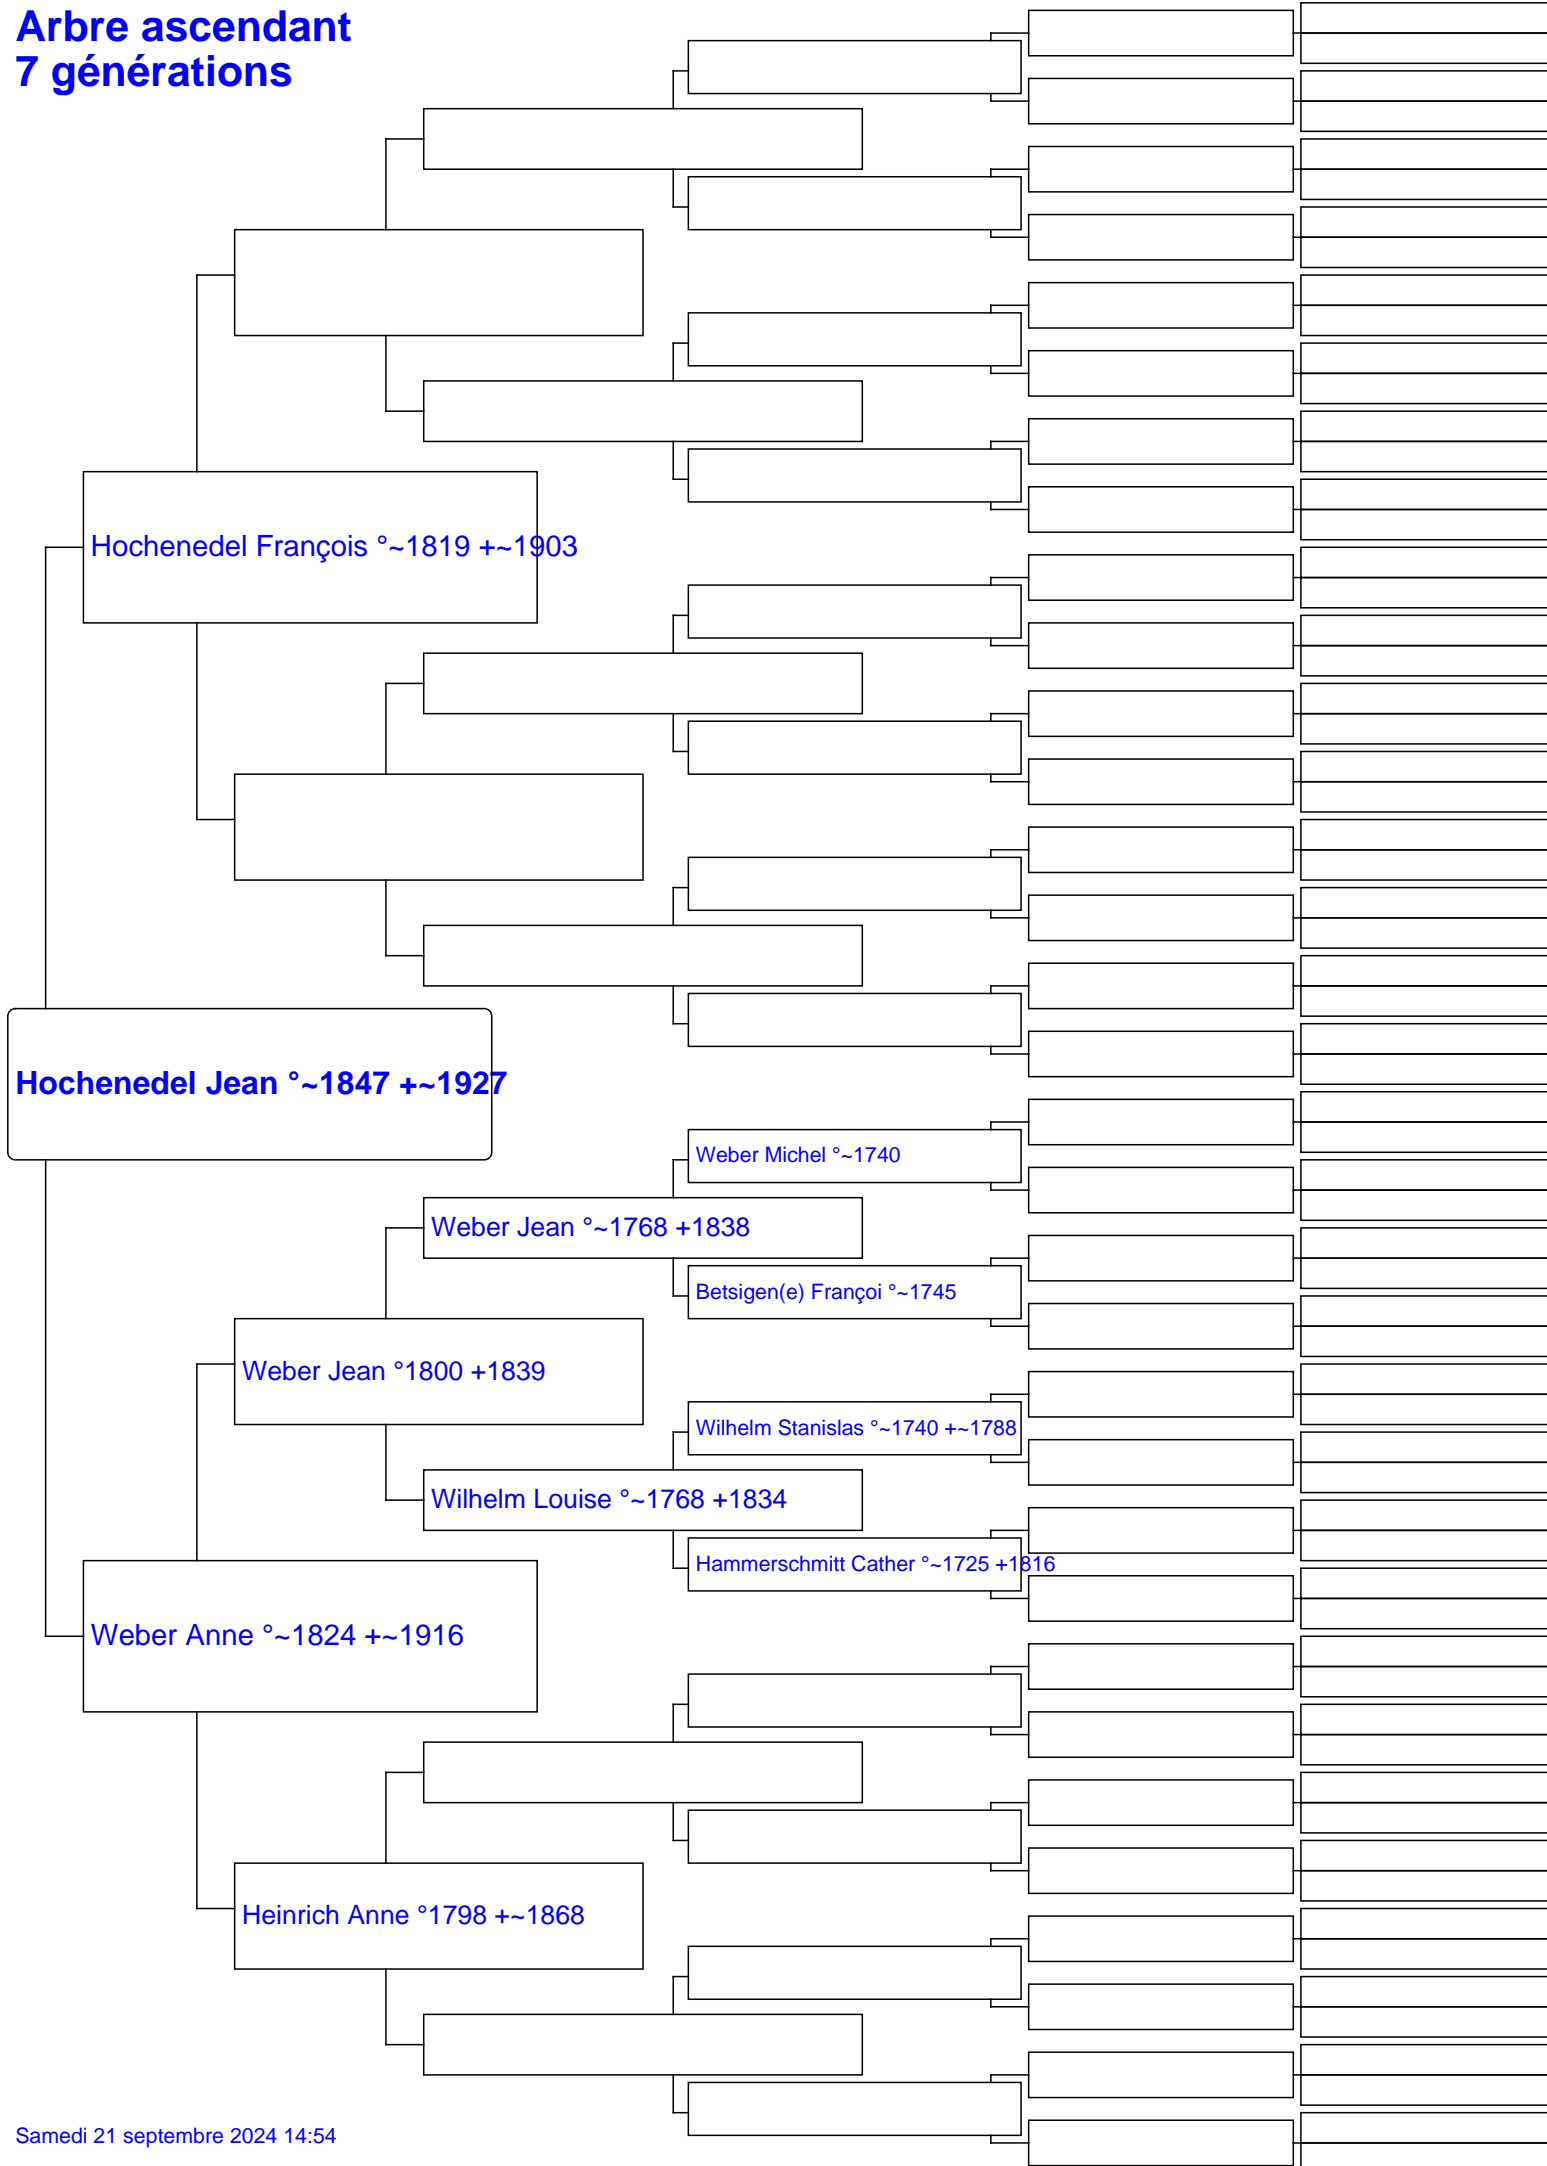 Arbre ascendant
7 générations
Hochenedel François °~1819 +~1903
Hochenedel Jean °~1847 +~1927
Weber Michel °~1740
Weber Jean °~1768 +1838
Betsigen(e) Françoi °~1745
Weber Jean °1800 +1839
Wilhelm Stanislas °~1740 +~1788
Wilhelm Louise °~1768 +1834
Hammerschmitt Cather °~1725 +1816
Weber Anne °~1824 +~1916
Heinrich Anne °1798 +~1868
Samedi 21 septembre 2024 14:54